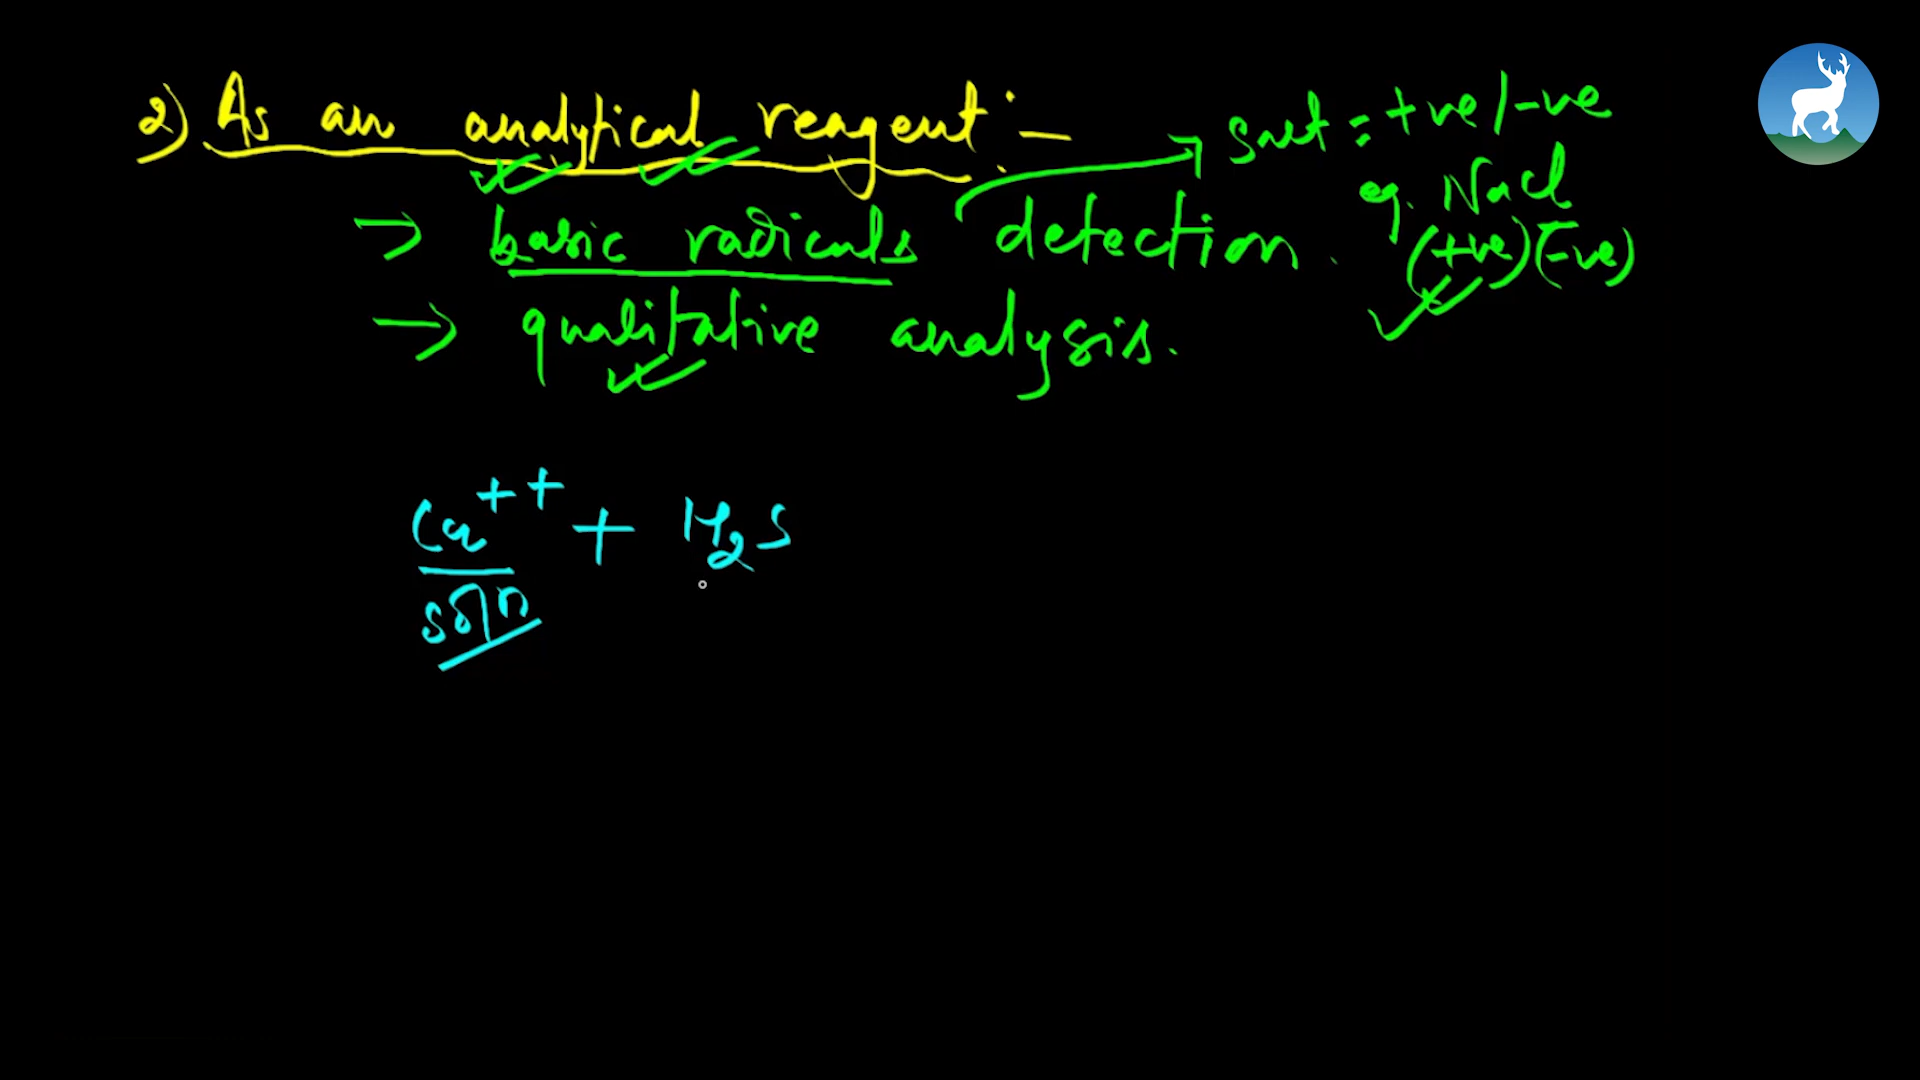 2) As an analytical reagent :-
Salt = +ve/-ve
eg. NaCl
(+ve)(-ve)
→ basic radicals detection.
→ qualitative analysis.
Ca++ + H2S
soln